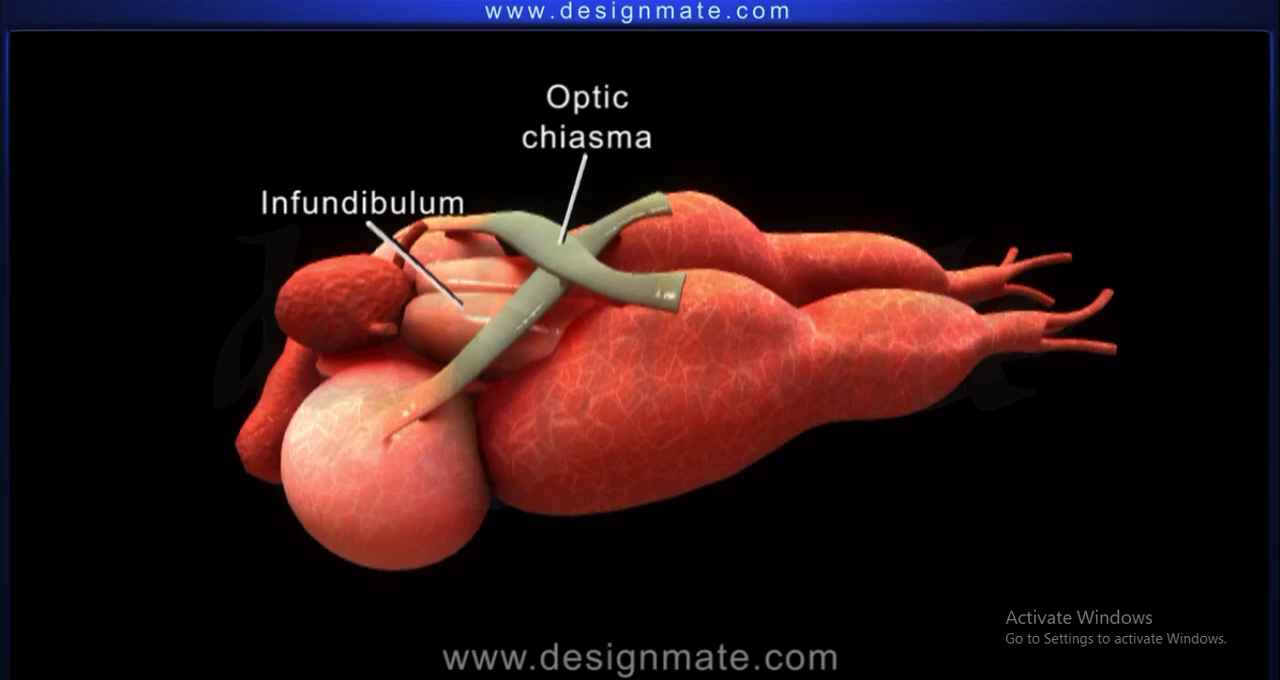 www.designmate.com
Optic
chiasma
Infundibulum
Activate Windows
Go to Settings to activate Windows.
www.designmate.com